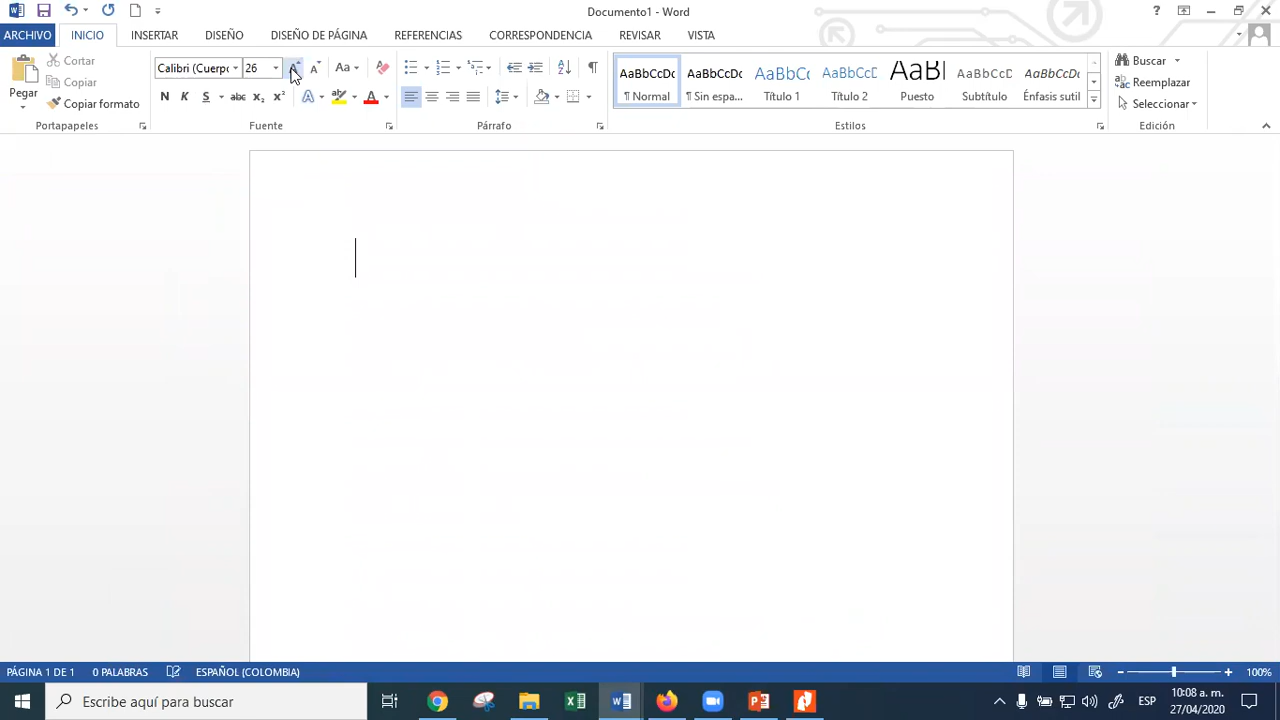 Documento1 - Word
ARCHIVO INICIO INSERTAR DISEÑO DISEÑO DE PÁGINA REFERENCIAS CORRESPONDENCIA REVISAR VISTA
Pegar
Cortar
Copiar
Copiar formato
Portapapeles
Calibri (Cuerpo 26
Aa
N K S abc x₂ x²
A A
Fuente
Párrafo
AaBbCcDc AaBbCcDc AaBbCc AaBbCcD AaBb AaBbCcD AaBbCcDc
¶ Normal ¶ Sin espa... Título 1 Título 2 Puesto Subtítulo Énfasis sutil
Estilos
Buscar
Reemplazar
Seleccionar
Edición
PÁGINA 1 DE 1 0 PALABRAS ESPAÑOL (COLOMBIA) 100%
Escribe aquí para buscar
ESP
10:08 a. m.
27/04/2020